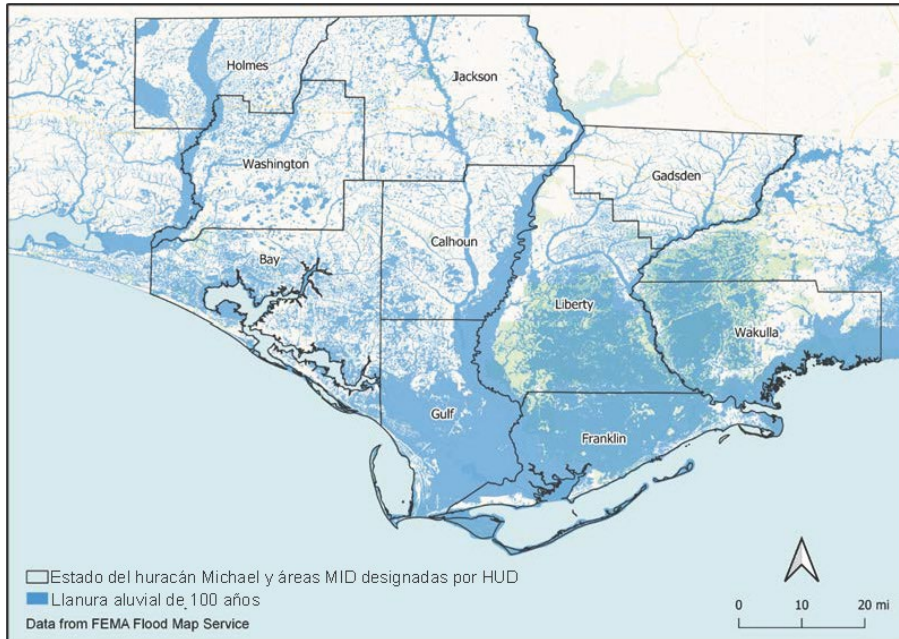 Holmes
Jackson
Washington
Gadsden
Calhoun
Bay
Liberty
Wakulla
Gulf
Franklin
Estado del huracán Michael y áreas MID designadas por HUD
Llanura aluvial de 100 años
Data from FEMA Flood Map Service
0 10 20 mi